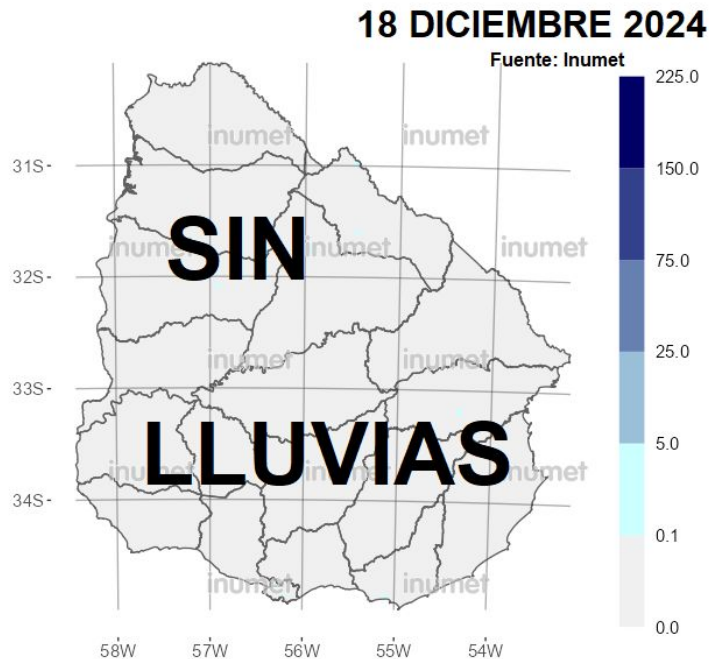 18 DICIEMBRE 2024
Fuente: Inumet
225.0
inumet inumet
31S
150.0
SIN
inumet inumet inumet
75.0
32S
25.0
inumet inumet
33S
5.0
LLUVIAS
inumet inumet inumet
34S
0.1
inumet inumet
0.0
58W 57W 56W 55W 54W